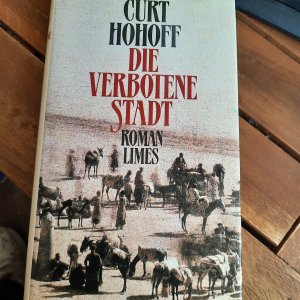 CURT
HOHOFF
DIE
VERBOTENE
STADT
ROMAN
LIMES